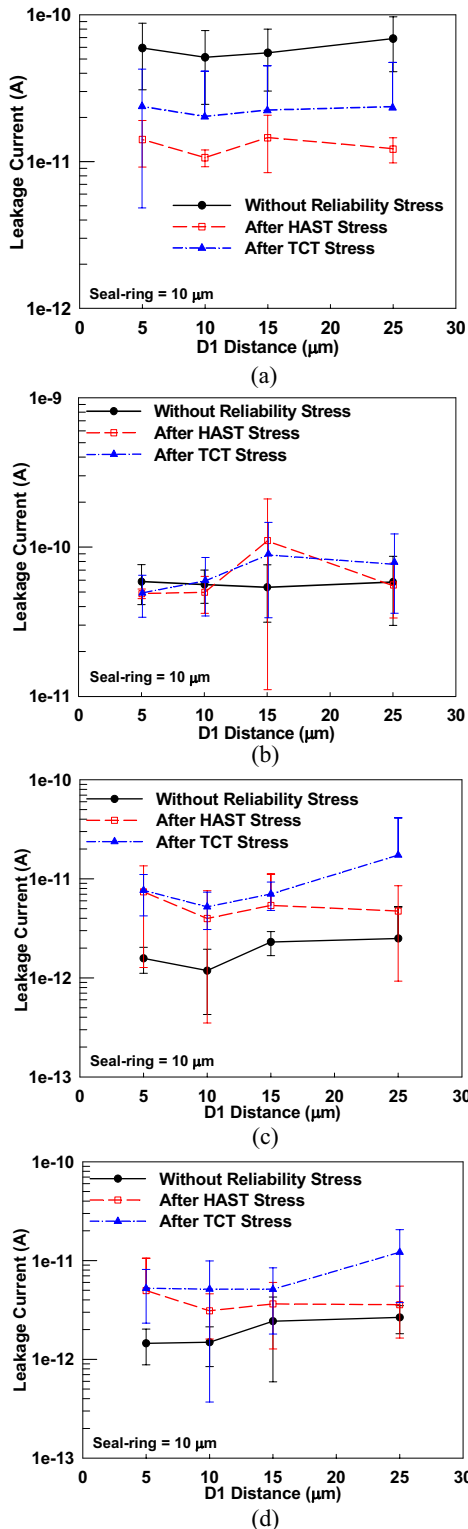 1e-10
1e-11
1e-12
Leakage Current (A)
Without Reliability Stress
After HAST Stress
After TCT Stress
Seal-ring = 10 μm
0 5 10 15 20 25 30
D1 Distance (μm)
(a)
1e-9
1e-10
1e-11
Leakage Current (A)
Without Reliability Stress
After HAST Stress
After TCT Stress
Seal-ring = 10 μm
0 5 10 15 20 25 30
D1 Distance (μm)
(b)
1e-10
1e-11
1e-12
1e-13
Leakage Current (A)
Without Reliability Stress
After HAST Stress
After TCT Stress
Seal-ring = 10 μm
0 5 10 15 20 25 30
D1 Distance (μm)
(c)
1e-10
1e-11
1e-12
1e-13
Leakage Current (A)
Without Reliability Stress
After HAST Stress
After TCT Stress
Seal-ring = 10 μm
0 5 10 15 20 25 30
D1 Distance (μm)
(d)